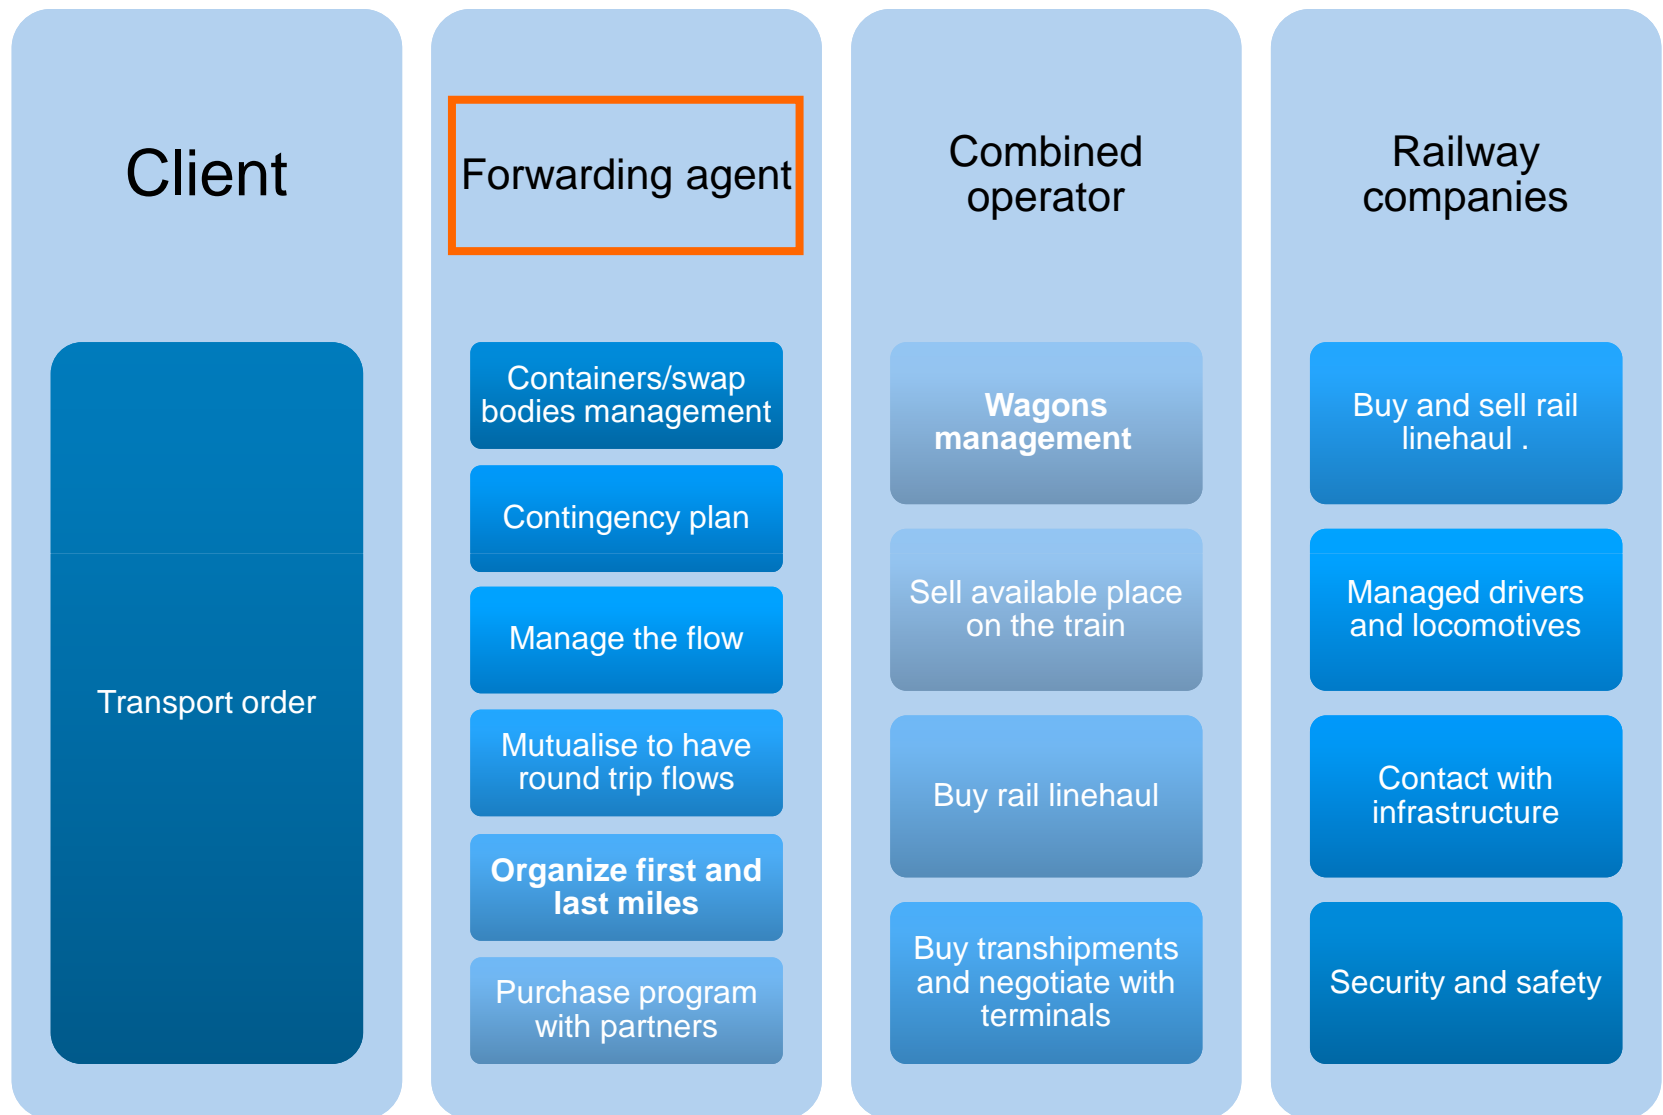 Client
Transport order
Forwarding agent
Containers/swap
bodies management
Contingency plan
Manage the flow
Mutualise to have
round trip flows
Organize first and
last miles
Purchase program
with partners
Combined
operator
Wagons
management
Sell available place
on the train
Buy rail linehaul
Buy transhipments
and negotiate with
terminals
Railway
companies
Buy and sell rail
linehaul .
Managed drivers
and locomotives
Contact with
infrastructure
Security and safety